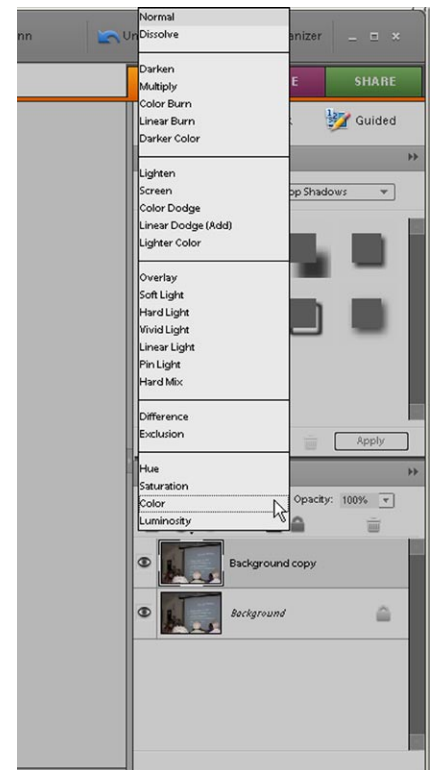 Normal
Dissolve
Darken
Multiply
Color Burn
Linear Burn
Darker Color
Lighten
Screen
Color Dodge
Linear Dodge (Add)
Lighter Color
Overlay
Soft Light
Hard Light
Vivid Light
Linear Light
Pin Light
Hard Mix
Difference
Exclusion
Hue
Saturation
Color
Luminosity
nn
Un
anizer
E
SHARE
Guided
op Shadows
Apply
Opacity: 100%
Background copy
Background